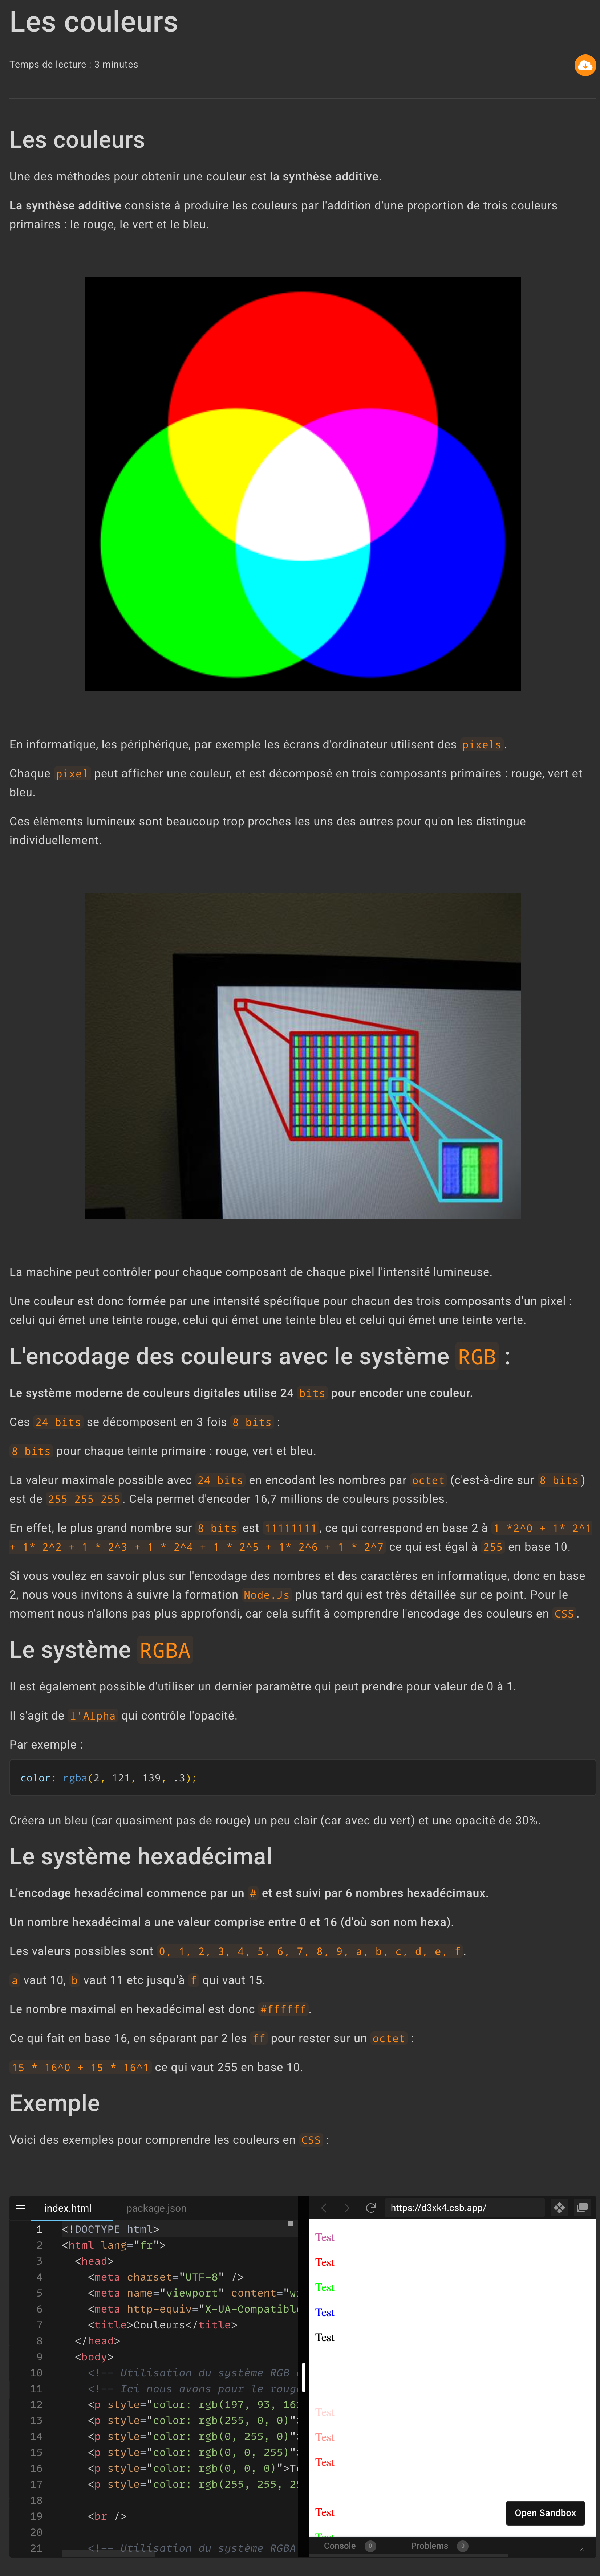 Les couleurs
Temps de lecture : 3 minutes
Les couleurs
Une des méthodes pour obtenir une couleur est la synthèse additive.
La synthèse additive consiste à produire les couleurs par l'addition d'une proportion de trois couleurs
primaires : le rouge, le vert et le bleu.
En informatique, les périphérique, par exemple les écrans d'ordinateur utilisent des pixels.
Chaque pixel peut afficher une couleur, et est décomposé en trois composants primaires : rouge, vert et
bleu.
Ces éléments lumineux sont beaucoup trop proches les uns des autres pour qu'on les distingue
individuellement.
La machine peut contrôler pour chaque composant de chaque pixel l'intensité lumineuse.
Une couleur est donc formée par une intensité spécifique pour chacun des trois composants d'un pixel :
celui qui émet une teinte rouge, celui qui émet une teinte bleu et celui qui émet une teinte verte.
L'encodage des couleurs avec le système RGB :
Le système moderne de couleurs digitales utilise 24 bits pour encoder une couleur.
Ces 24 bits se décomposent en 3 fois 8 bits :
8 bits pour chaque teinte primaire : rouge, vert et bleu.
La valeur maximale possible avec 24 bits en encodant les nombres par octet (c'est-à-dire sur 8 bits)
est de 255 255 255. Cela permet d'encoder 16,7 millions de couleurs possibles.
En effet, le plus grand nombre sur 8 bits est 11111111, ce qui correspond en base 2 à 1 *2^0 + 1* 2^1
+ 1* 2^2 + 1 * 2^3 + 1 * 2^4 + 1 * 2^5 + 1* 2^6 + 1 * 2^7 ce qui est égal à 255 en base 10.
Si vous voulez en savoir plus sur l'encodage des nombres et des caractères en informatique, donc en base
2, nous vous invitons à suivre la formation Node.Js plus tard qui est très détaillée sur ce point. Pour le
moment nous n'allons pas plus approfondi, car cela suffit à comprendre l'encodage des couleurs en CSS.
Le système RGBA
Il est également possible d'utiliser un dernier paramètre qui peut prendre pour valeur de 0 à 1.
Il s'agit de l'Alpha qui contrôle l'opacité.
Par exemple :
color: rgba(2, 121, 139, .3);
Créera un bleu (car quasiment pas de rouge) un peu clair (car avec du vert) et une opacité de 30%.
Le système hexadécimal
L'encodage hexadécimal commence par un # et est suivi par 6 nombres hexadécimaux.
Un nombre hexadécimal a une valeur comprise entre 0 et 16 (d'où son nom hexa).
Les valeurs possibles sont 0, 1, 2, 3, 4, 5, 6, 7, 8, 9, a, b, c, d, e, f.
a vaut 10, b vaut 11 etc jusqu'à f qui vaut 15.
Le nombre maximal en hexadécimal est donc #ffffff.
Ce qui fait en base 16, en séparant par 2 les ff pour rester sur un octet :
15 * 16^0 + 15 * 16^1 ce qui vaut 255 en base 10.
Exemple
Voici des exemples pour comprendre les couleurs en CSS :
index.html package.json
1 <!DOCTYPE html>
2 <html lang="fr">
3 <head>
4 <meta charset="UTF-8" />
5 <meta name="viewport" content="w
6 <meta http-equiv="X-UA-Compatible
7 <title>Couleurs</title>
8 </head>
9 <body>
10 <!-- Utilisation du système RGB
11 <!-- Ici nous avons pour le roug
12 <p style="color: rgb(197, 93, 16
13 <p style="color: rgb(255, 0, 0)"
14 <p style="color: rgb(0, 255, 0)"
15 <p style="color: rgb(0, 0, 255)"
16 <p style="color: rgb(0, 0, 0)">T
17 <p style="color: rgb(255, 255, 2
18
19 <br />
20
21 <!-- Utilisation du système RGBA
https://d3xk4.csb.app/
Test
Test
Test
Test
Test
Test
Test
Test
Test
Open Sandbox
Test
Console 0 Problems 0